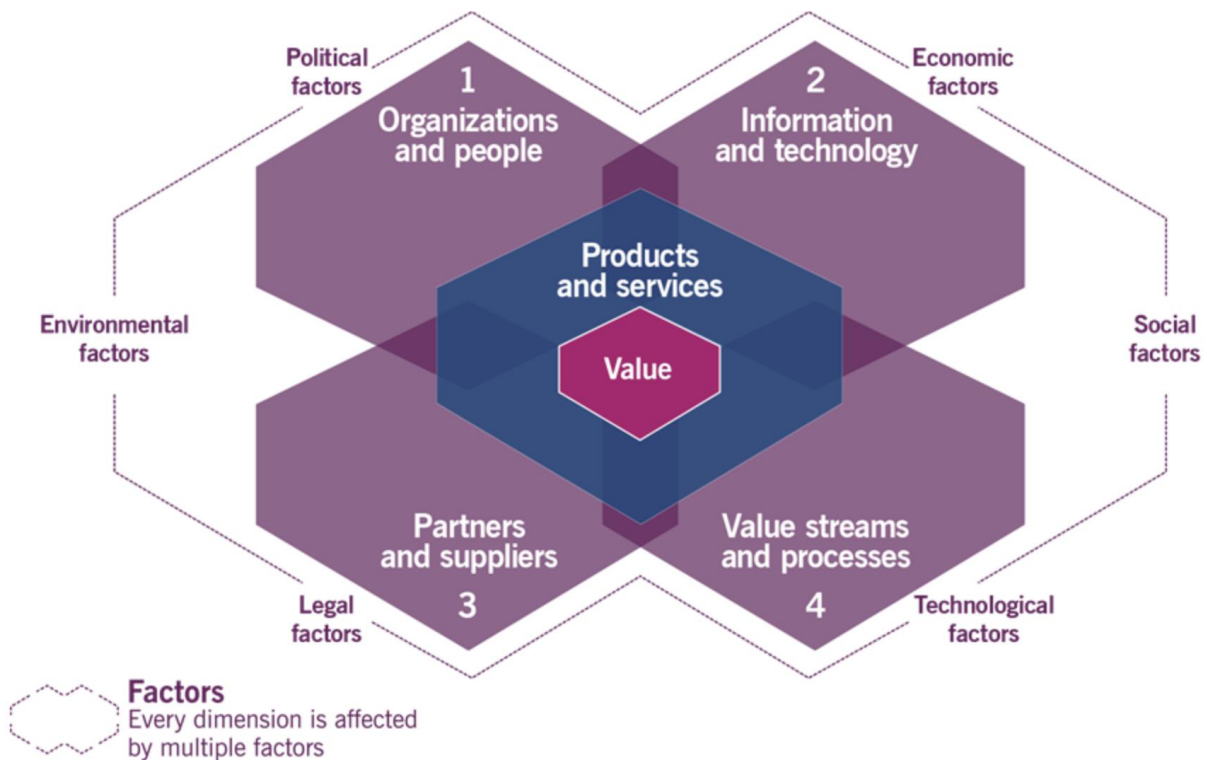 Political
factors
Economic
factors
1
Organizations
and people
2
Information
and technology
Products
and services
Environmental
factors
Value
Social
factors
Partners
and suppliers
3
Value streams
and processes
4
Legal
factors
Technological
factors
Factors
Every dimension is affected
by multiple factors